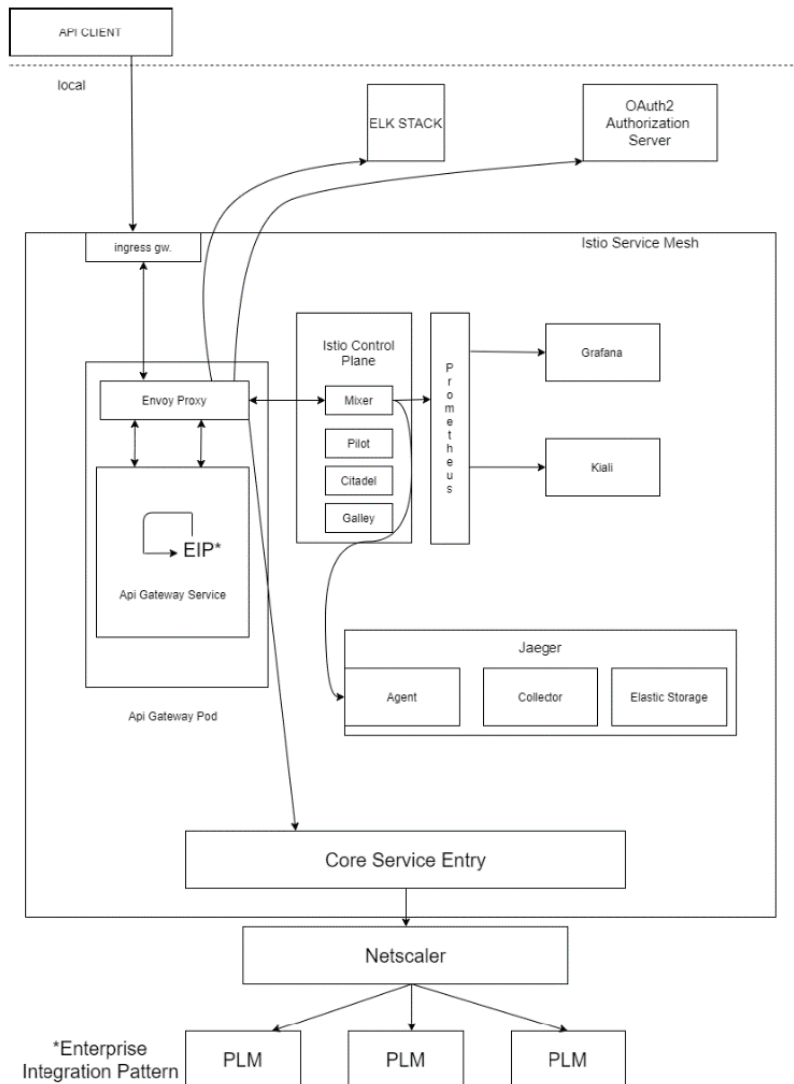 API CLIENT
local
ELK STACK
OAuth2
Authorization
Server
ingress gw.
Istio Service Mesh
Istio Control
Plane
Prometheus
Grafana
Envoy Proxy
Mixer
Pilot
Kiali
Citadel
Galley
EIP*
Api Gateway Service
Jaeger
Agent
Collector
Elastic Storage
Api Gateway Pod
Core Service Entry
Netscaler
*Enterprise
Integration Pattern
PLM
PLM
PLM